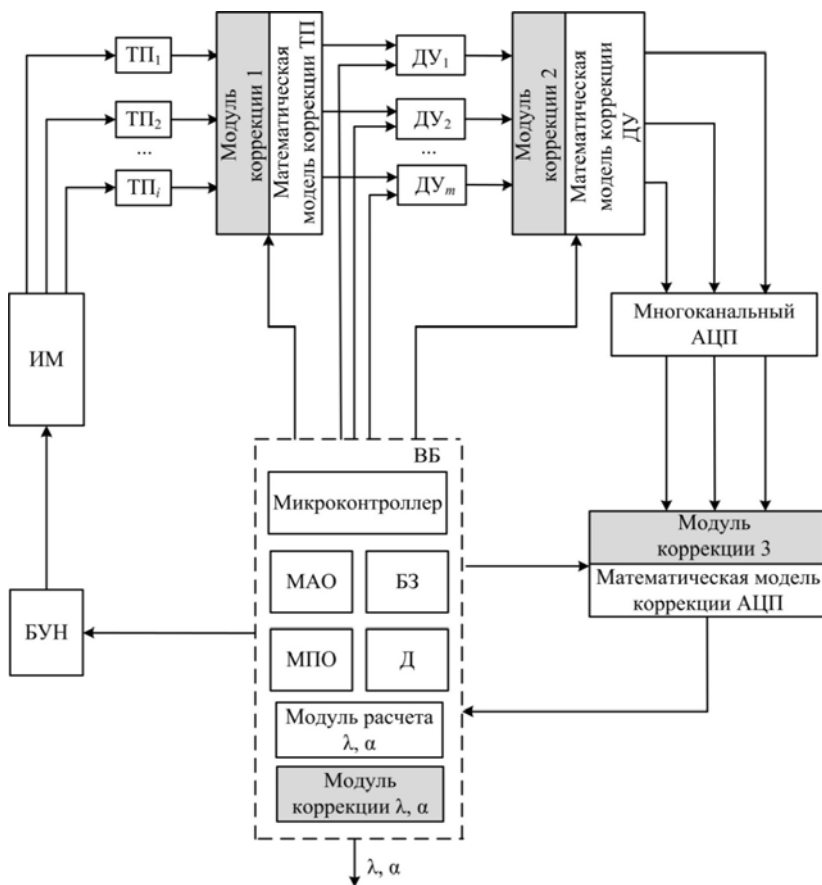 ТП₁
ТП₂
...
ТПᵢ
Модуль
коррекции 1
Математическая
модель коррекции ТП
ДУ₁
ДУ₂
...
ДУₘ
Модуль
коррекции 2
Математическая
модель коррекции
ДУ
Многоканальный
АЦП
ИМ
ВБ
Микроконтроллер
МАО
БЗ
МПО
Д
Модуль расчета
λ, α
Модуль
коррекции λ, α
БУН
Модуль
коррекции 3
Математическая модель
коррекции АЦП
λ, α